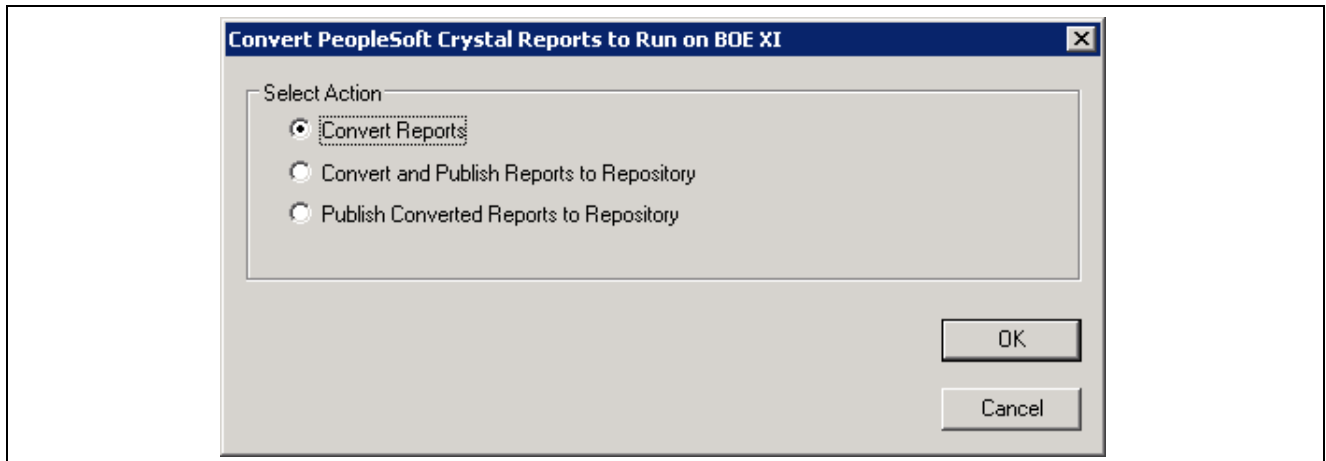 Convert PeopleSoft Crystal Reports to Run on BOE XI
Select Action
Convert Reports
Convert and Publish Reports to Repository
Publish Converted Reports to Repository
OK
Cancel